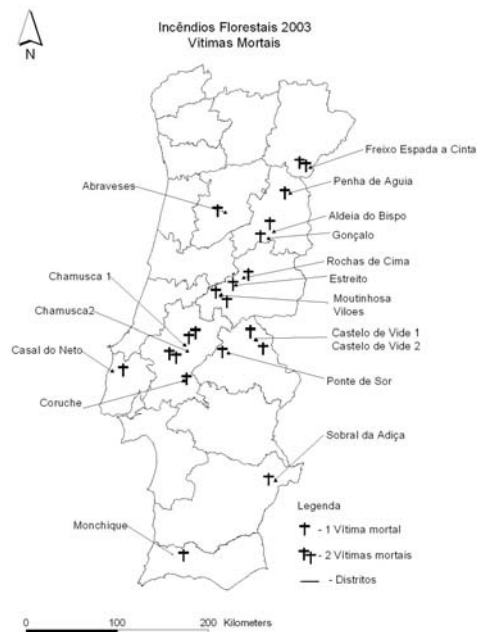 Incêndios Florestais 2003
Vitimas Mortais
N
Freixo Espada a Cinta
Penha de Aguia
Abraveses
Aldeia do Bispo
Gonçalo
Rochas de Cima
Estreito
Chamusca 1
Moutinhosa
Viloes
Chamusca2
Castelo de Vide 1
Castelo de Vide 2
Casal do Neto
Ponte de Sor
Coruche
Sobral da Adiça
Legenda
- 1 Vítima mortal
- 2 Vítimas mortais
- Distritos
Monchique
0 100 200 Kilometers